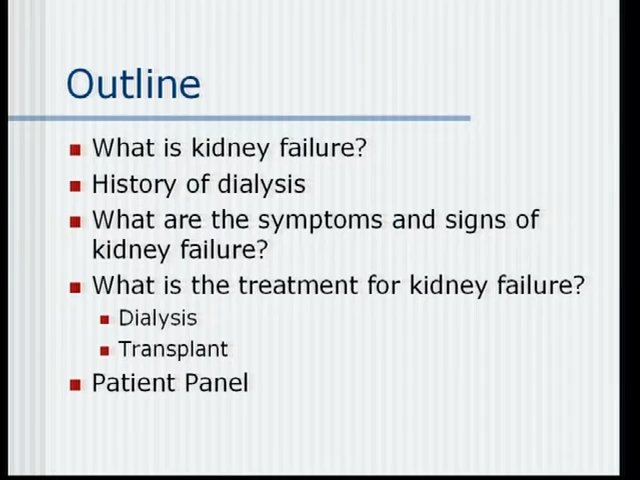 Outline
What is kidney failure?
History of dialysis
What are the symptoms and signs of
kidney failure?
What is the treatment for kidney failure?
Dialysis
Transplant
Patient Panel